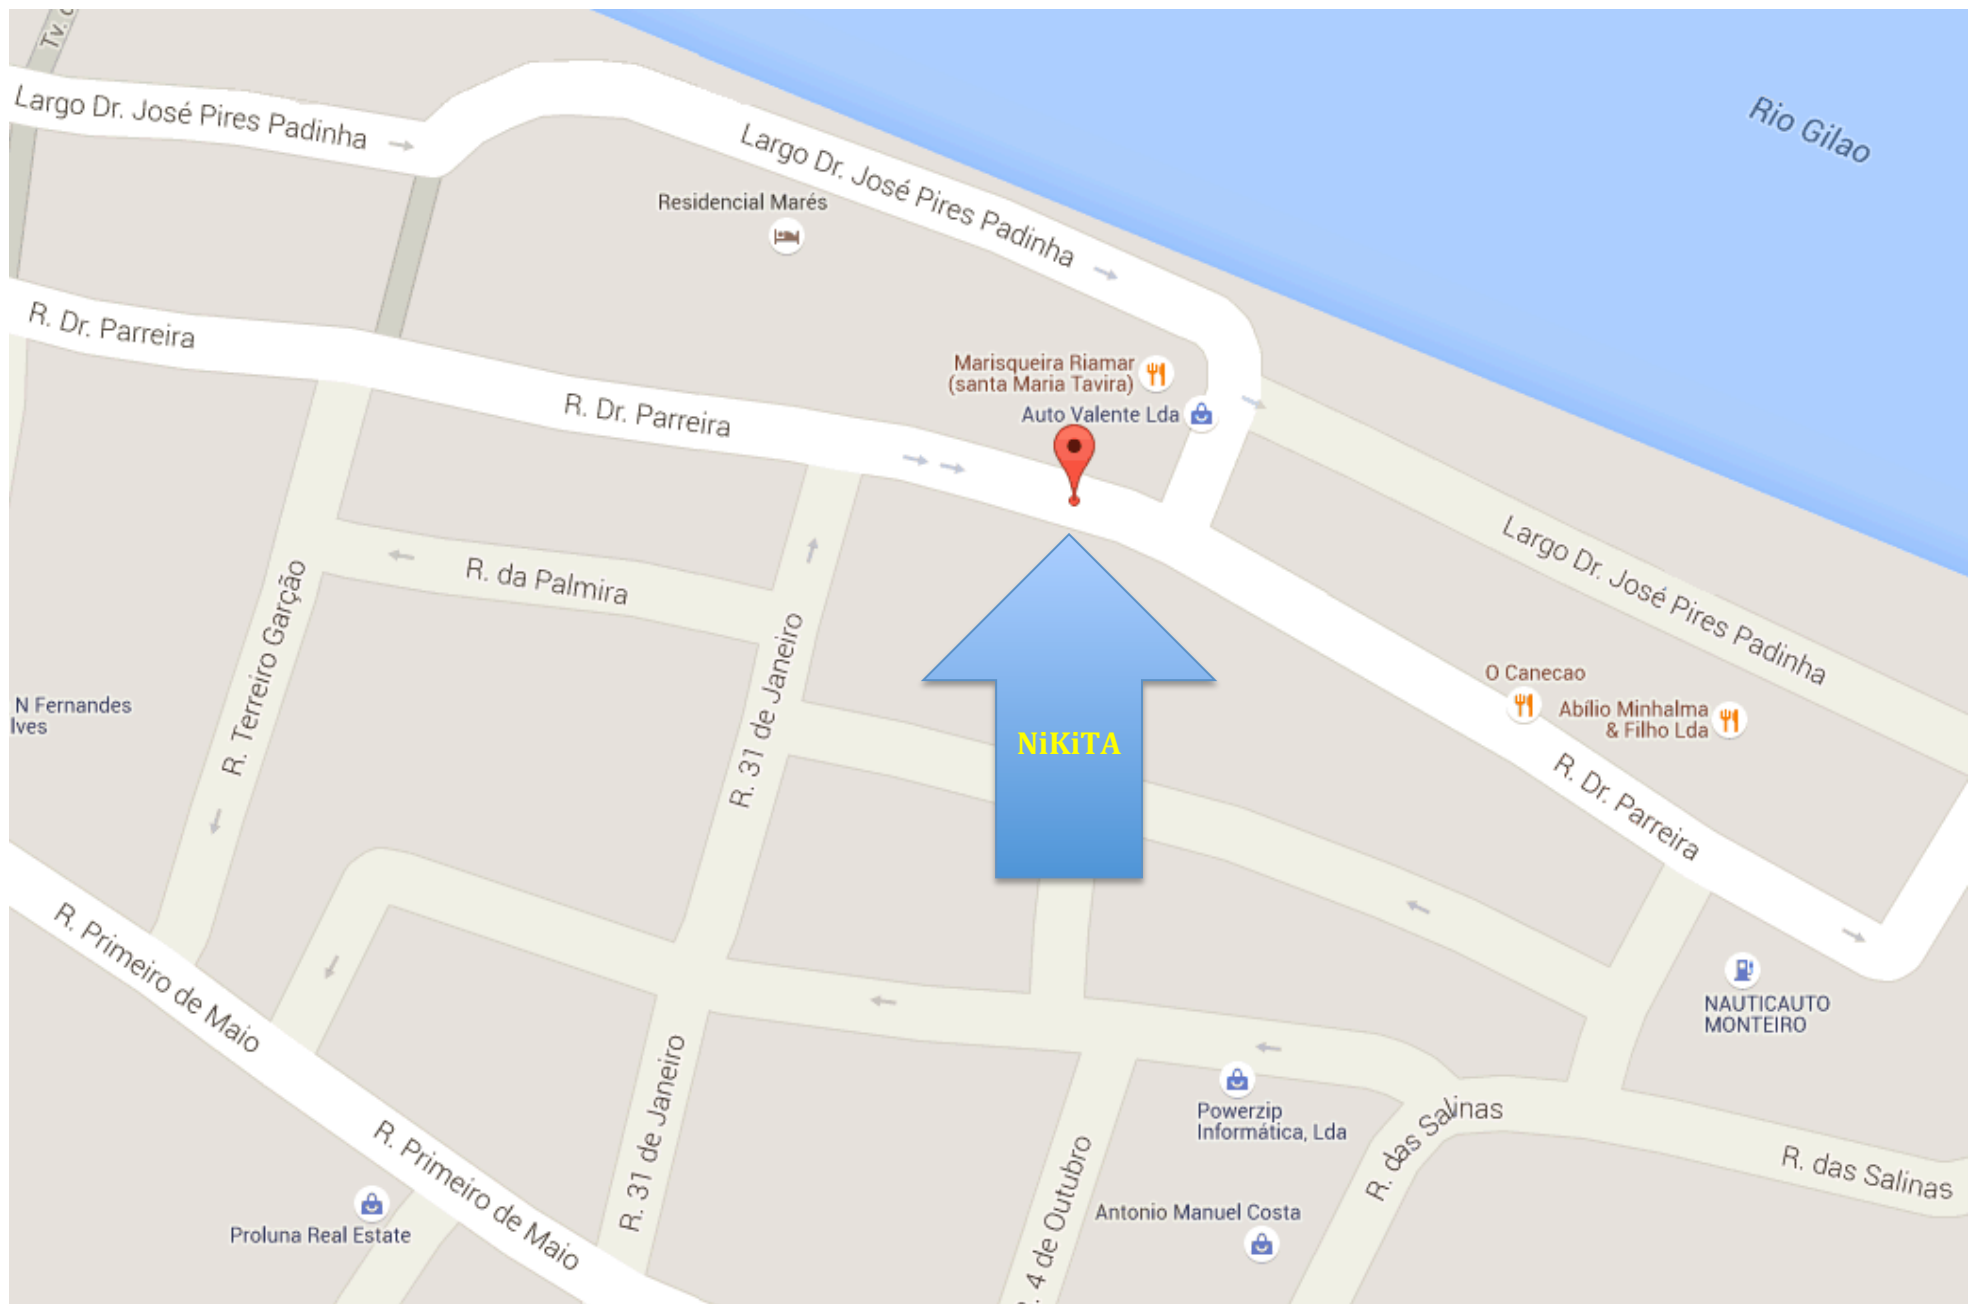 Tv. d
Largo Dr. José Pires Padinha
Largo Dr. José Pires Padinha
Rio Gilao
Residencial Marés
R. Dr. Parreira
Marisqueira Riamar
(santa Maria Tavira)
Auto Valente Lda
R. Dr. Parreira
Largo Dr. José Pires Padinha
R. da Palmira
R. Terreiro Garção
R. 31 de Janeiro
N Fernandes
lves
NiKiTA
O Canecao
Abílio Minhalma
& Filho Lda
R. Dr. Parreira
R. Primeiro de Maio
NAUTICAUTO
MONTEIRO
R. 31 de Janeiro
Powerzip
Informática, Lda
R. das Salinas
R. das Salinas
R. Primeiro de Maio
4 de Outubro
Antonio Manuel Costa
Proluna Real Estate